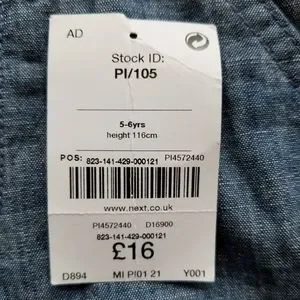 AD
Stock ID:
PI/105
5-6yrs
height 116cm
POS: 823-141-429-000121 PI4572440
www.next.co.uk
PI4572440 D16900
823-141-429-000121
£16
D894 MI PI01 21 Y001